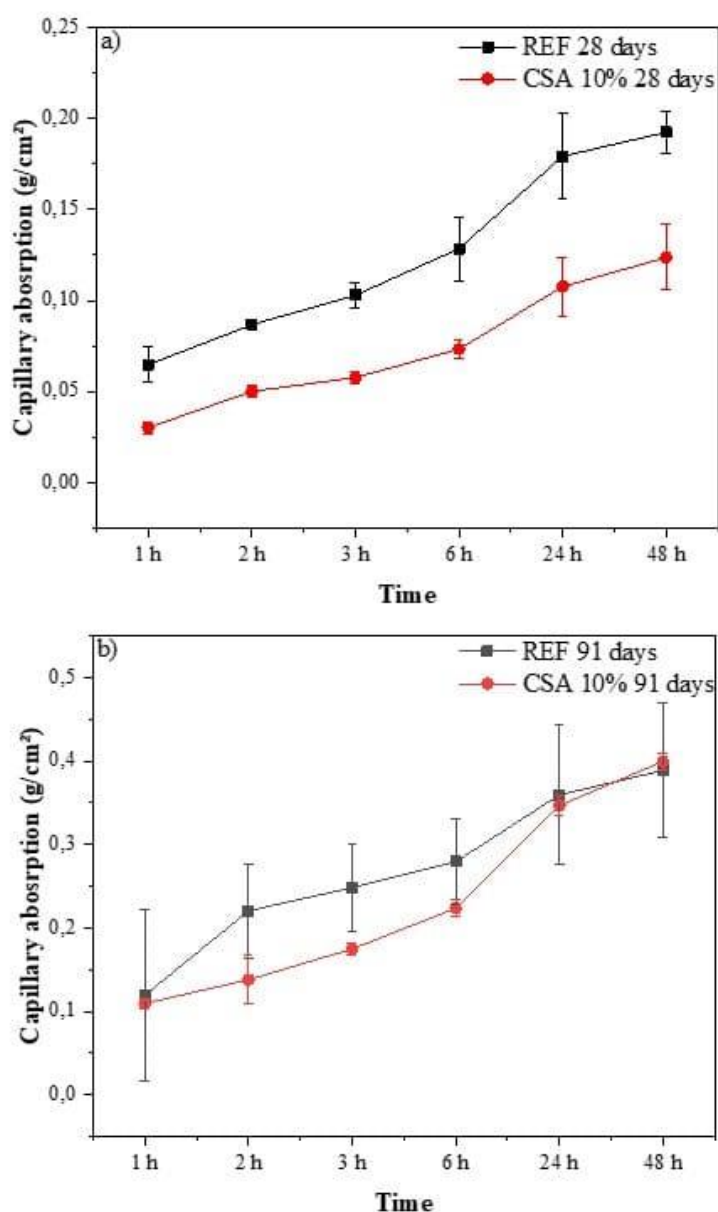 a)
REF 28 days
CSA 10% 28 days
0,25
0,20
0,15
0,10
0,05
0,00
Capillary abosrption (g/cm²)
1 h 2 h 3 h 6 h 24 h 48 h
Time
b)
REF 91 days
CSA 10% 91 days
0,5
0,4
0,3
0,2
0,1
0,0
Capillary abosrption (g/cm²)
1 h 2 h 3 h 6 h 24 h 48 h
Time